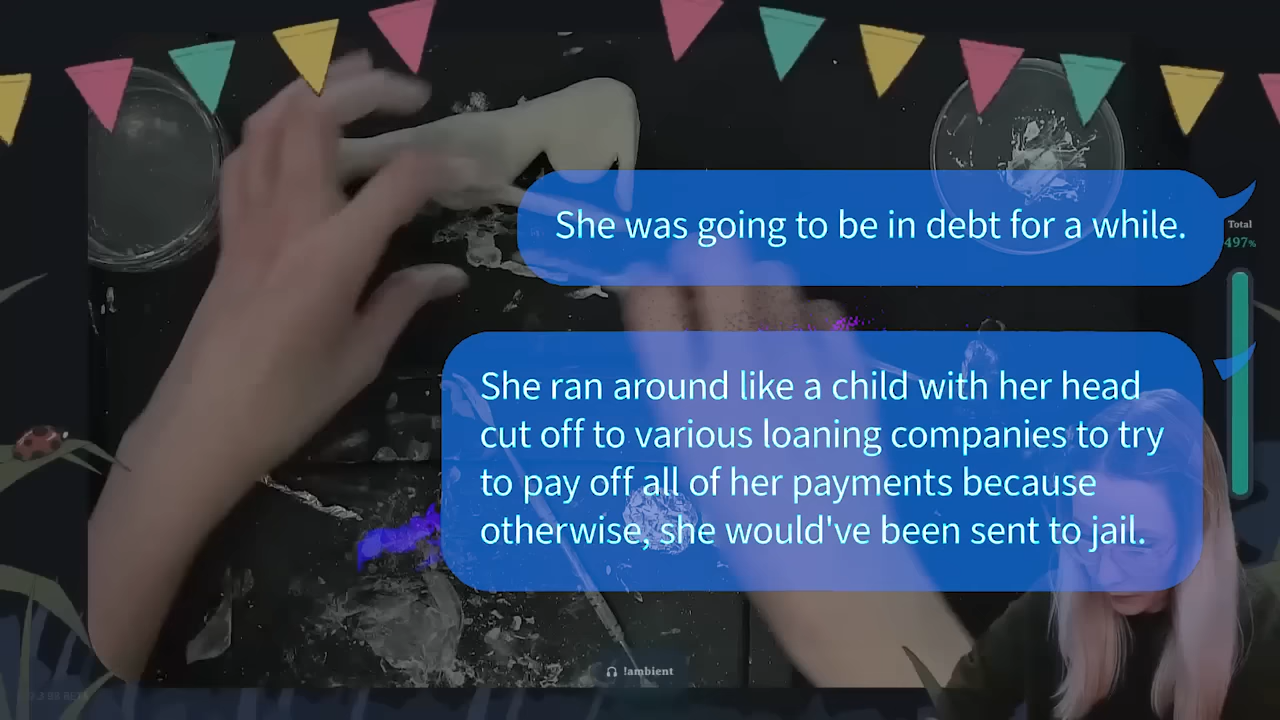 She was going to be in debt for a while.
Total
497%
She ran around like a child with her head
cut off to various loaning companies to try
to pay off all of her payments because
otherwise, she would've been sent to jail.
!ambient